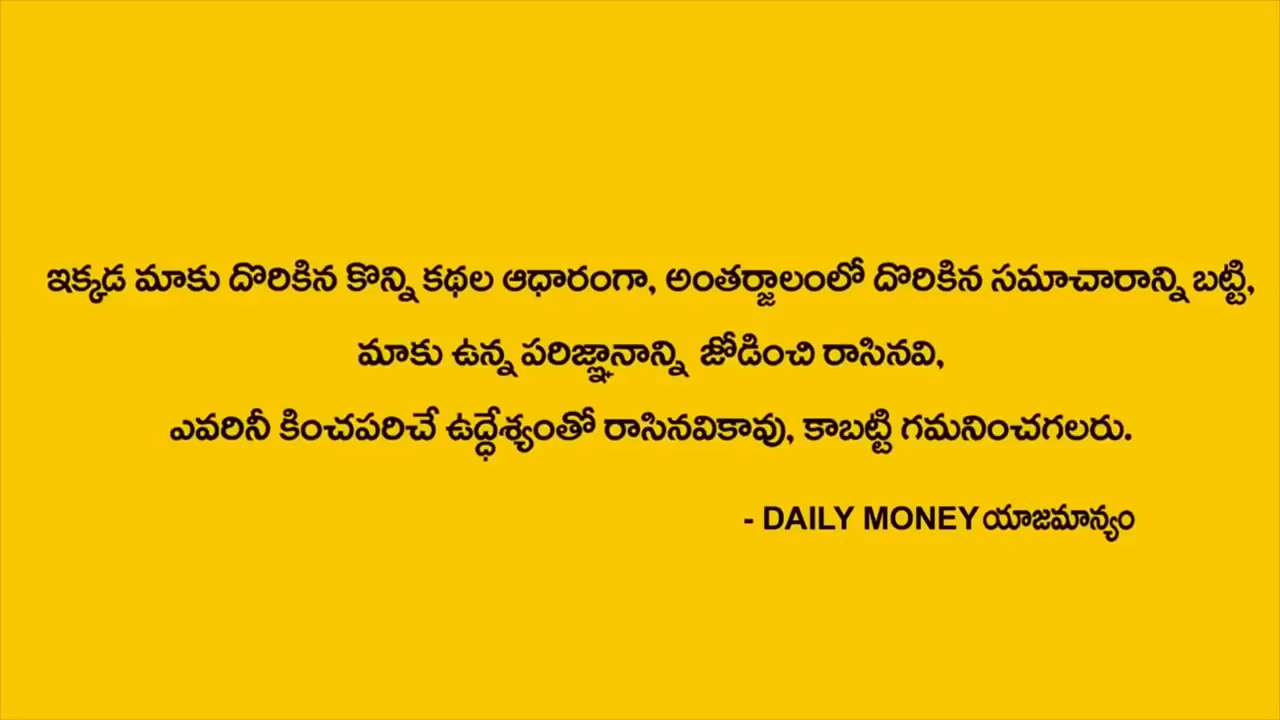 ఇక్కడ మాకు దొరికిన కొన్ని కథల ఆధారంగా, అంతర్జాలంలో దొరికిన సమాచారాన్ని బట్టి,
మాకు ఉన్న పరిజ్ఞానాన్ని జోడించి రాసినవి,
ఎవరినీ కించపరిచే ఉద్ధేశ్యంతో రాసినవికావు, కాబట్టి గమనించగలరు.
- DAILY MONEY యాజమాన్యం